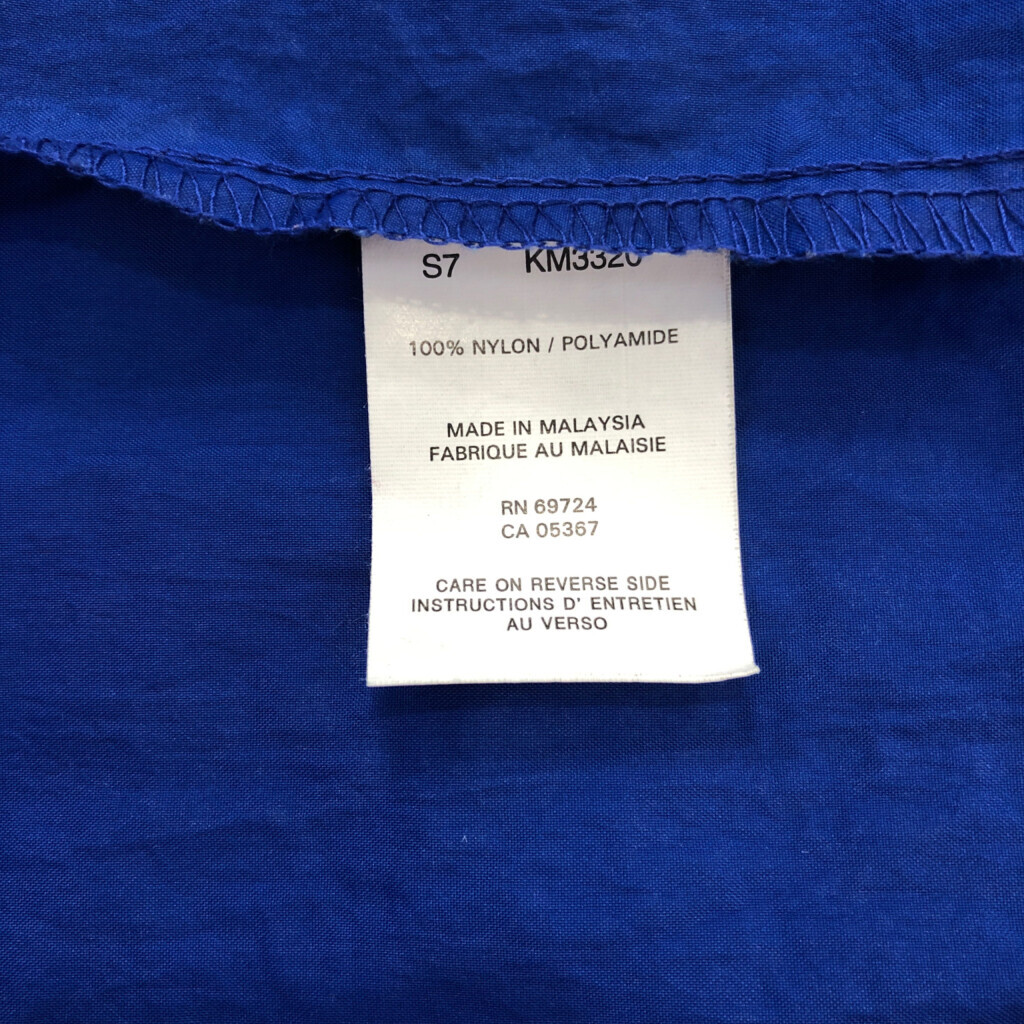 S7 KM3320
100% NYLON / POLYAMIDE
MADE IN MALAYSIA
FABRIQUE AU MALAISIE
RN 69724
CA 05367
CARE ON REVERSE SIDE
INSTRUCTIONS D' ENTRETIEN
AU VERSO